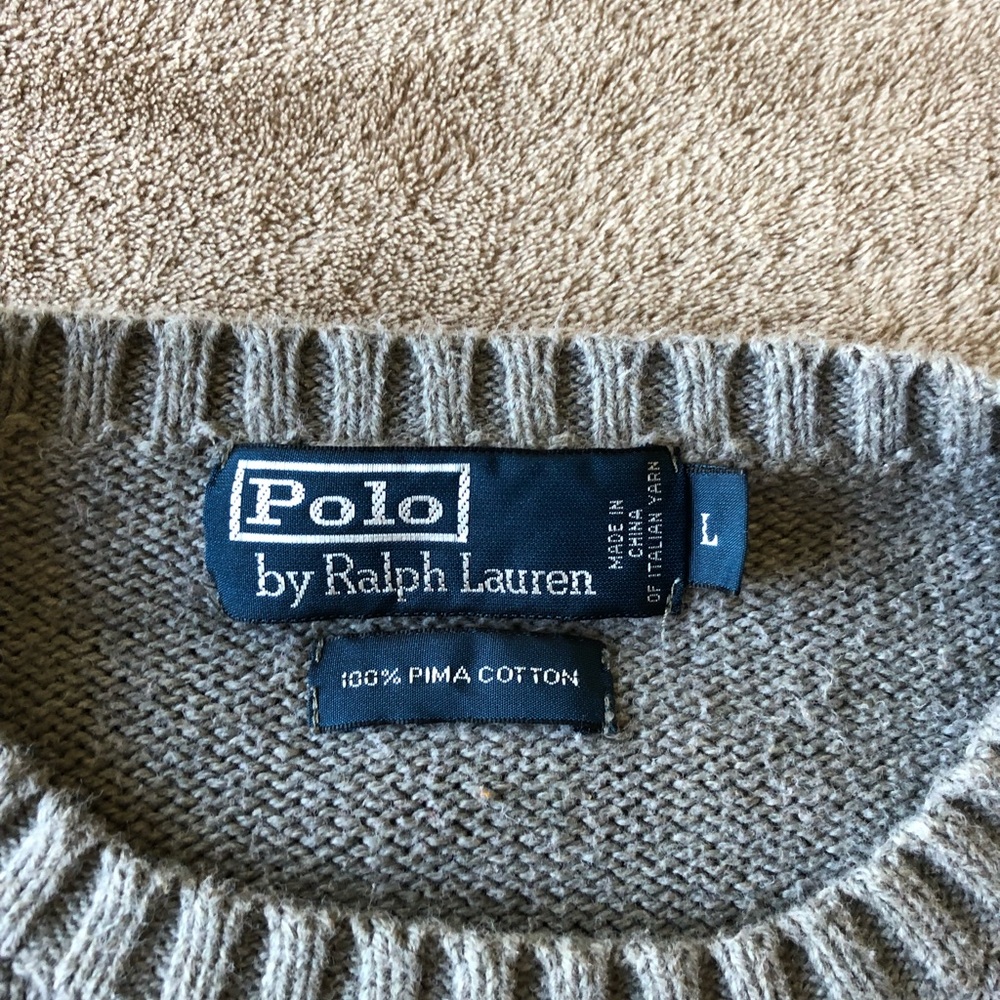 Polo
by Ralph Lauren
MADE IN
CHINA
OF ITALIAN YARN
L
100% PIMA COTTON